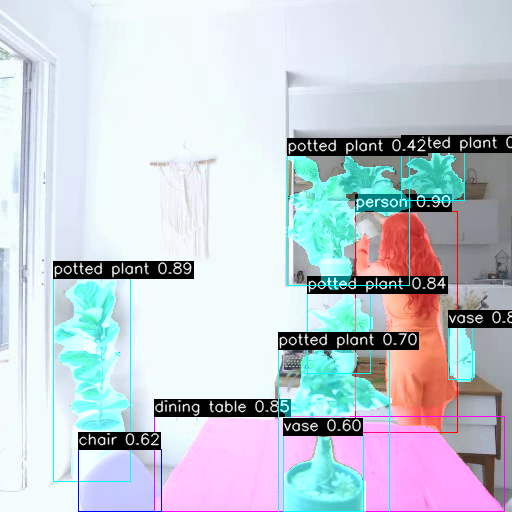 potted plant 0.42
ted plant 0
person 0.90
potted plant 0.89
potted plant 0.84
vase 0.8
potted plant 0.70
dining table 0.85
vase 0.60
chair 0.62